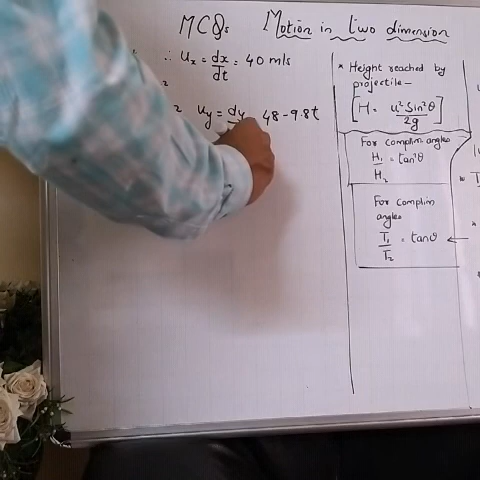 MCQs Motion in two dimension
∴ Ux = dx/dt = 40 m/s
2 Uy = dy 48 - 9.8t
* Height reached by
projectile -
[H = u² Sin²θ / 2g]
For complim angles
H₁/H₂ = tan²θ
For complim
angles
T₁/T₂ = tanθ ←